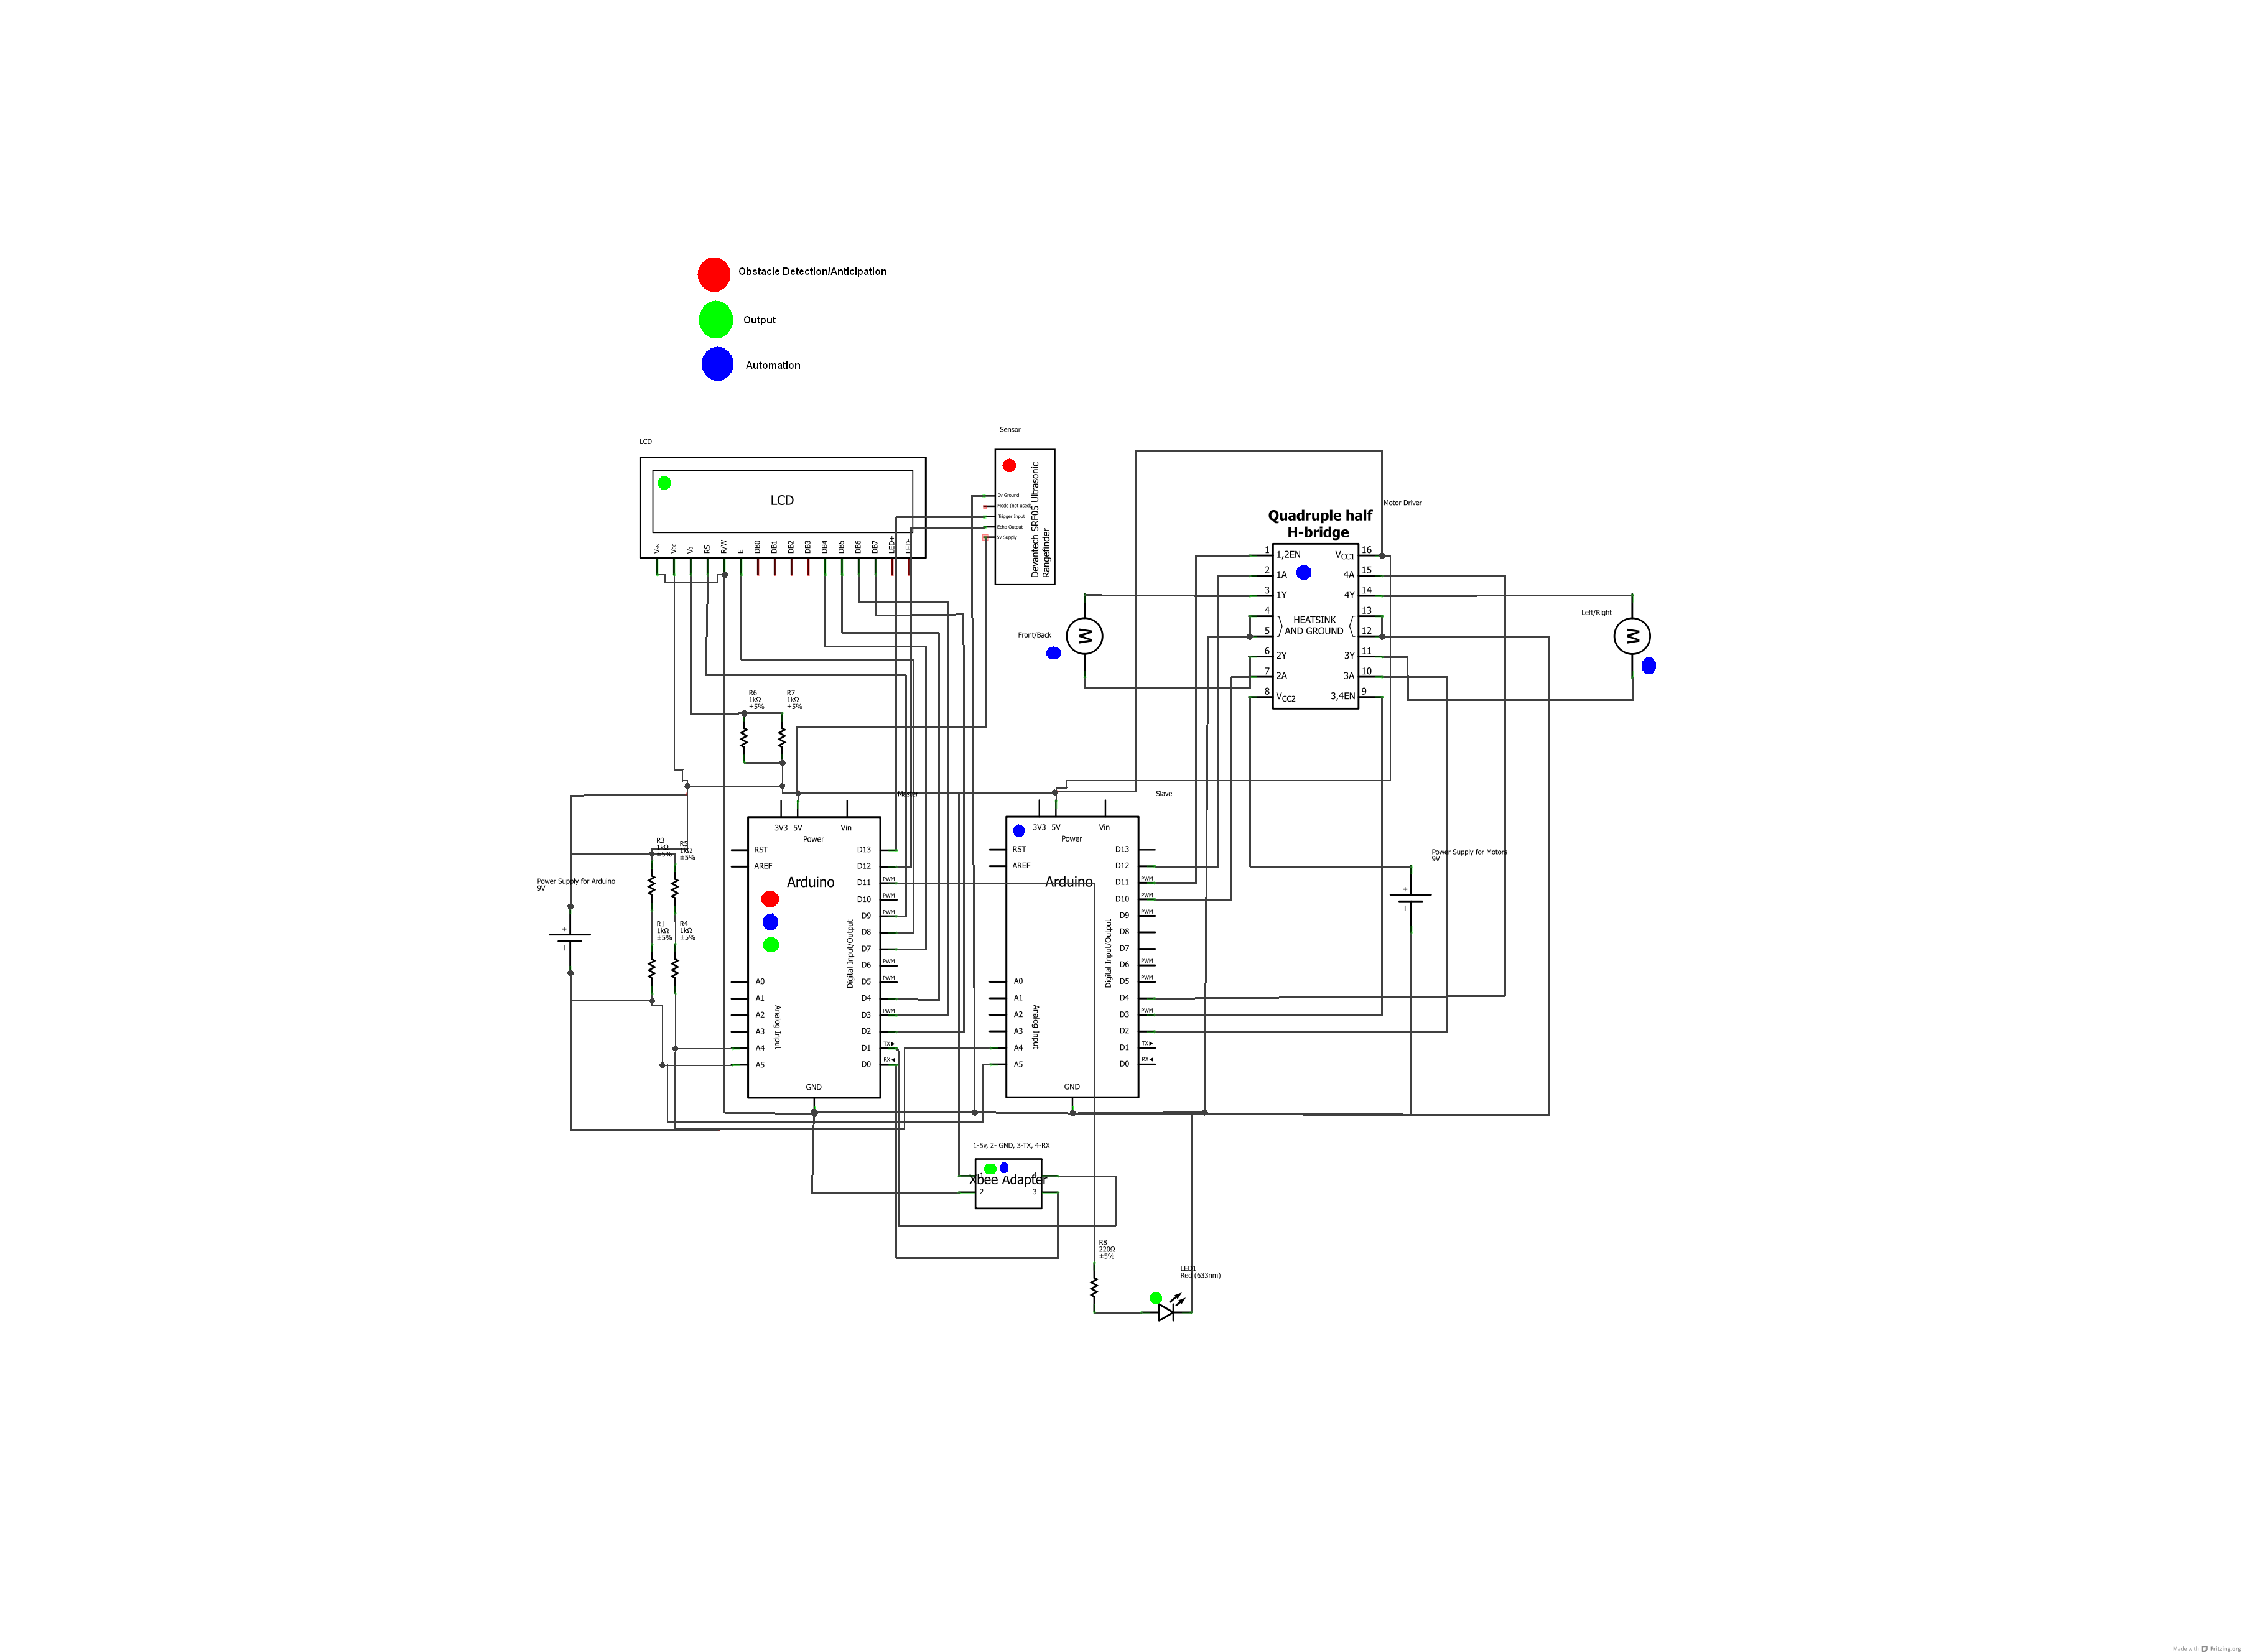 Obstacle Detection/Anticipation
Output
Automation
Sensor
LCD
LCD
Vss Vcc V0 RS R/W E DB0 DB1 DB2 DB3 DB4 DB5 DB6 DB7 LED+ LED-
0v Ground
Mode (not used)
Trigger Input
Echo Output
5v Supply
Devantech SRF05 Ultrasonic
Rangefinder
Motor Driver
Quadruple half
H-bridge
1 1,2EN VCC1 16
2 1A 4A 15
3 1Y 4Y 14
4 13
HEATSINK
AND GROUND
5 12
6 2Y 3Y 11
7 2A 3A 10
8 VCC2 3,4EN 9
Front/Back
M
Left/Right
M
R6
1kΩ
±5%
R7
1kΩ
±5%
Master
Slave
R3
1kΩ
±5%
R5
1kΩ
±5%
R1
1kΩ
±5%
R4
1kΩ
±5%
Power Supply for Arduino
9V
+
Power Supply for Motors
9V
+
3V3 5V Vin
Power
RST D13
AREF D12
Arduino
D11 PWM
D10 PWM
D9 PWM
D8
D7
D6 PWM
A0 D5 PWM
A1 D4
A2 D3 PWM
A3 D2
A4 D1 TX
A5 D0 RX
Analog Input
Digital Input/Output
GND
3V3 5V Vin
Power
RST D13
AREF D12
Arduino
D11 PWM
D10 PWM
D9 PWM
D8
D7
D6 PWM
A0 D5 PWM
A1 D4
A2 D3 PWM
A3 D2
A4 D1 TX
A5 D0 RX
Analog Input
Digital Input/Output
GND
1-5v, 2- GND, 3-TX, 4-RX
1 4
Xbee Adapter
2 3
R8
220Ω
±5%
LED1
Red (633nm)
Made with Fritzing.org